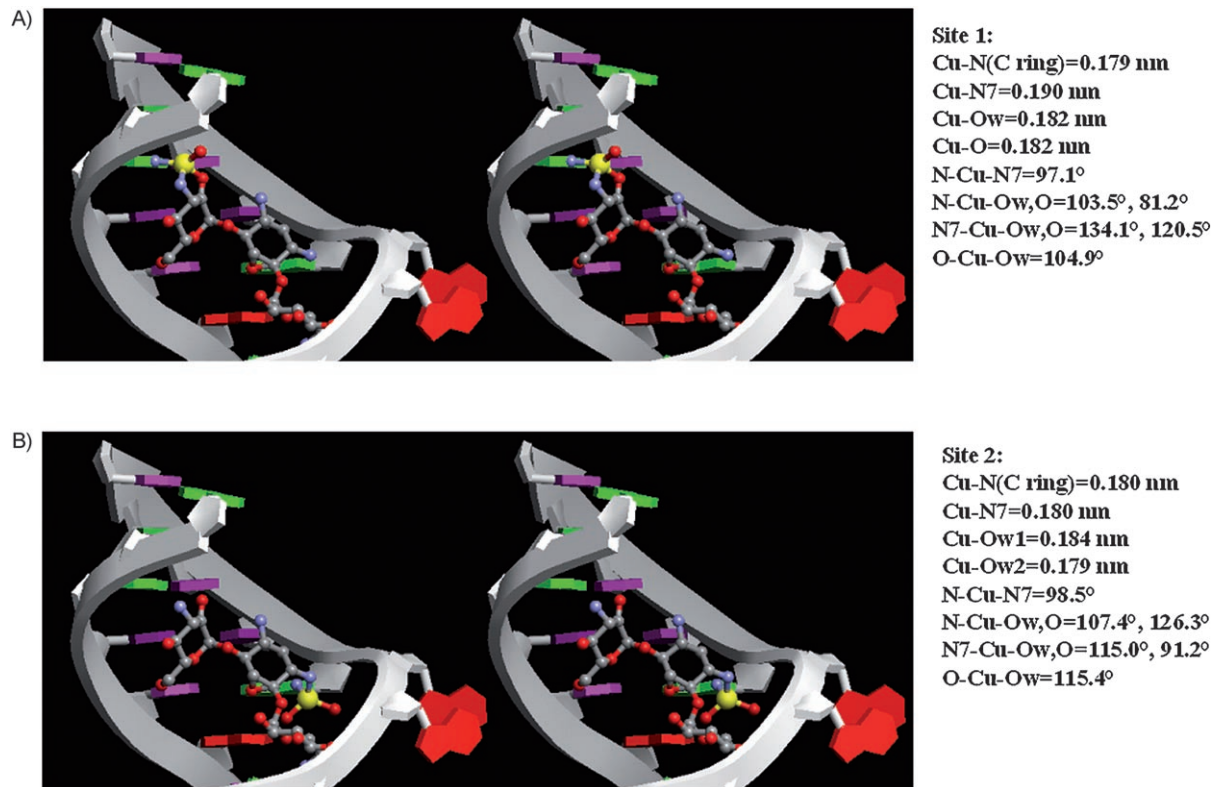 A)
Site 1:
Cu-N(C ring)=0.179 nm
Cu-N7=0.190 nm
Cu-Ow=0.182 nm
Cu-O=0.182 nm
N-Cu-N7=97.1°
N-Cu-Ow,O=103.5°, 81.2°
N7-Cu-Ow,O=134.1°, 120.5°
O-Cu-Ow=104.9°
B)
Site 2:
Cu-N(C ring)=0.180 nm
Cu-N7=0.180 nm
Cu-Ow1=0.184 nm
Cu-Ow2=0.179 nm
N-Cu-N7=98.5°
N-Cu-Ow,O=107.4°, 126.3°
N7-Cu-Ow,O=115.0°, 91.2°
O-Cu-Ow=115.4°